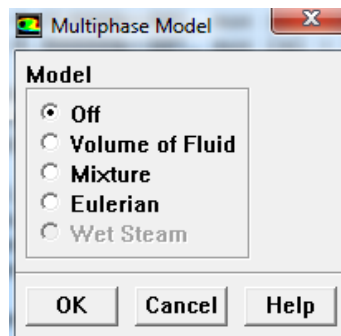 Multiphase Model
Model
Off
Volume of Fluid
Mixture
Eulerian
Wet Steam
OK Cancel Help